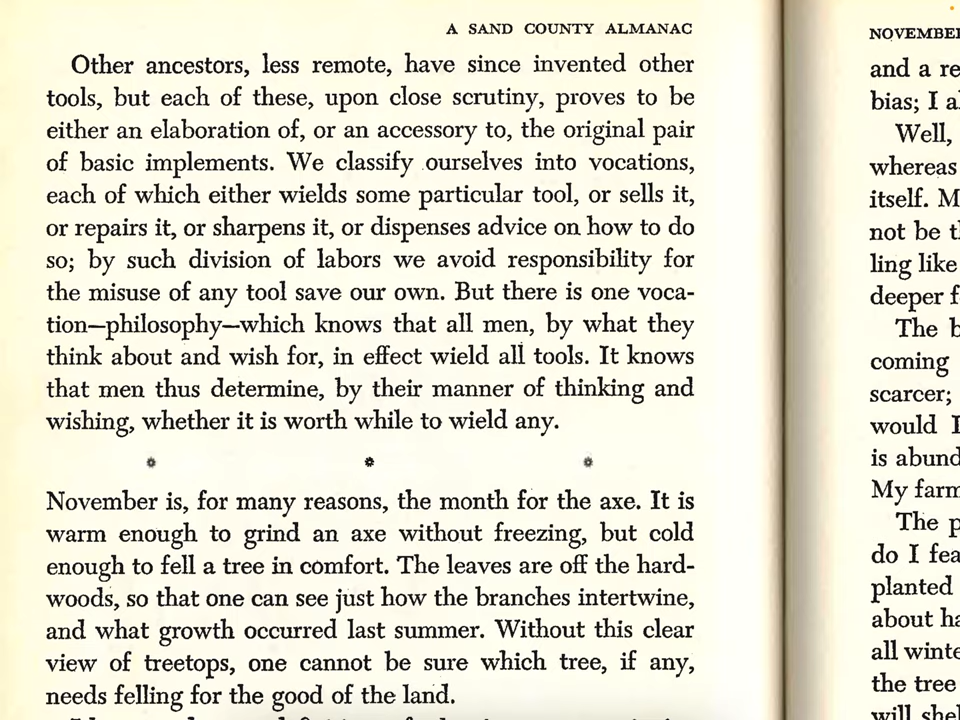 A SAND COUNTY ALMANAC
Other ancestors, less remote, have since invented other
tools, but each of these, upon close scrutiny, proves to be
either an elaboration of, or an accessory to, the original pair
of basic implements. We classify ourselves into vocations,
each of which either wields some particular tool, or sells it,
or repairs it, or sharpens it, or dispenses advice on how to do
so; by such division of labors we avoid responsibility for
the misuse of any tool save our own. But there is one voca-
tion—philosophy—which knows that all men, by what they
think about and wish for, in effect wield all tools. It knows
that men thus determine, by their manner of thinking and
wishing, whether it is worth while to wield any.
November is, for many reasons, the month for the axe. It is
warm enough to grind an axe without freezing, but cold
enough to fell a tree in comfort. The leaves are off the hard-
woods, so that one can see just how the branches intertwine,
and what growth occurred last summer. Without this clear
view of treetops, one cannot be sure which tree, if any,
needs felling for the good of the land.
NOVEMBER
and a
bias; I
Well,
whereas
itself.
not be
ling like
deeper
The
coming
scarcer;
would
is
My farm
The
do I
planted
about
all
the tree
will